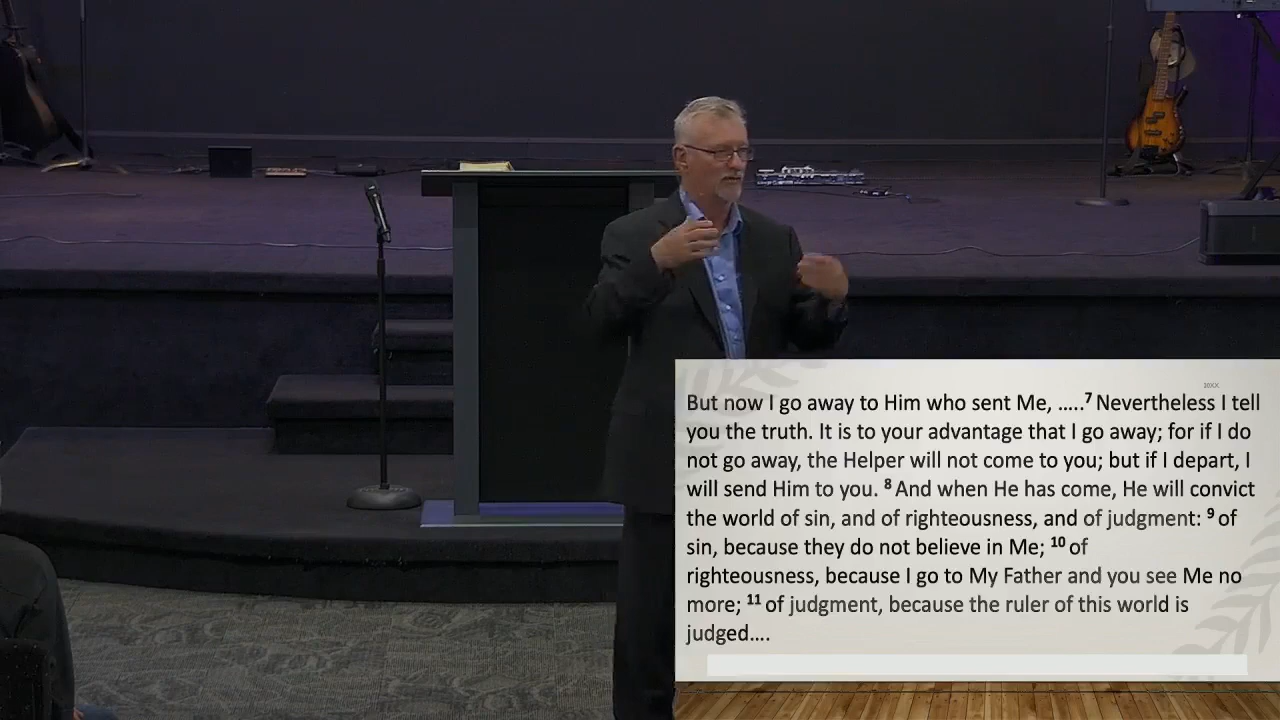 20XX
But now I go away to Him who sent Me, …..7 Nevertheless I tell
you the truth. It is to your advantage that I go away; for if I do
not go away, the Helper will not come to you; but if I depart, I
will send Him to you. 8 And when He has come, He will convict
the world of sin, and of righteousness, and of judgment: 9 of
sin, because they do not believe in Me; 10 of
righteousness, because I go to My Father and you see Me no
more; 11 of judgment, because the ruler of this world is
judged….